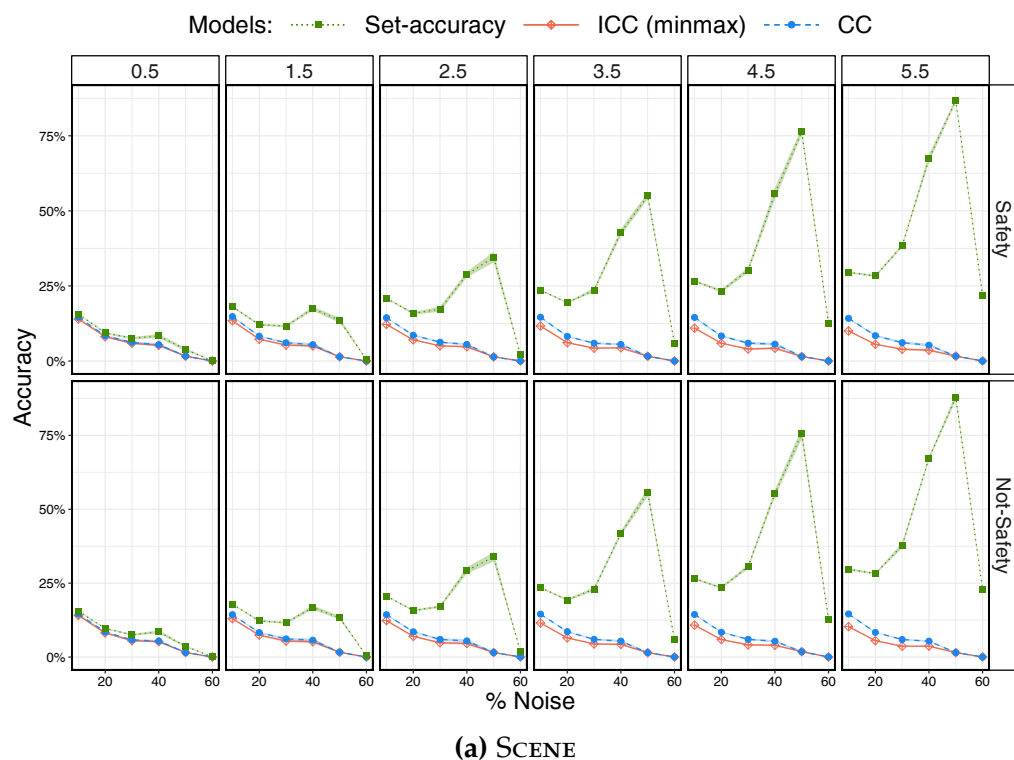 Models: Set-accuracy ICC (minmax) CC
0.5 1.5 2.5 3.5 4.5 5.5
Accuracy
75%
50%
25%
0%
Safety
75%
50%
25%
0%
Not-Safety
20 40 60 20 40 60 20 40 60 20 40 60 20 40 60 20 40 60
% Noise
(a) SCENE